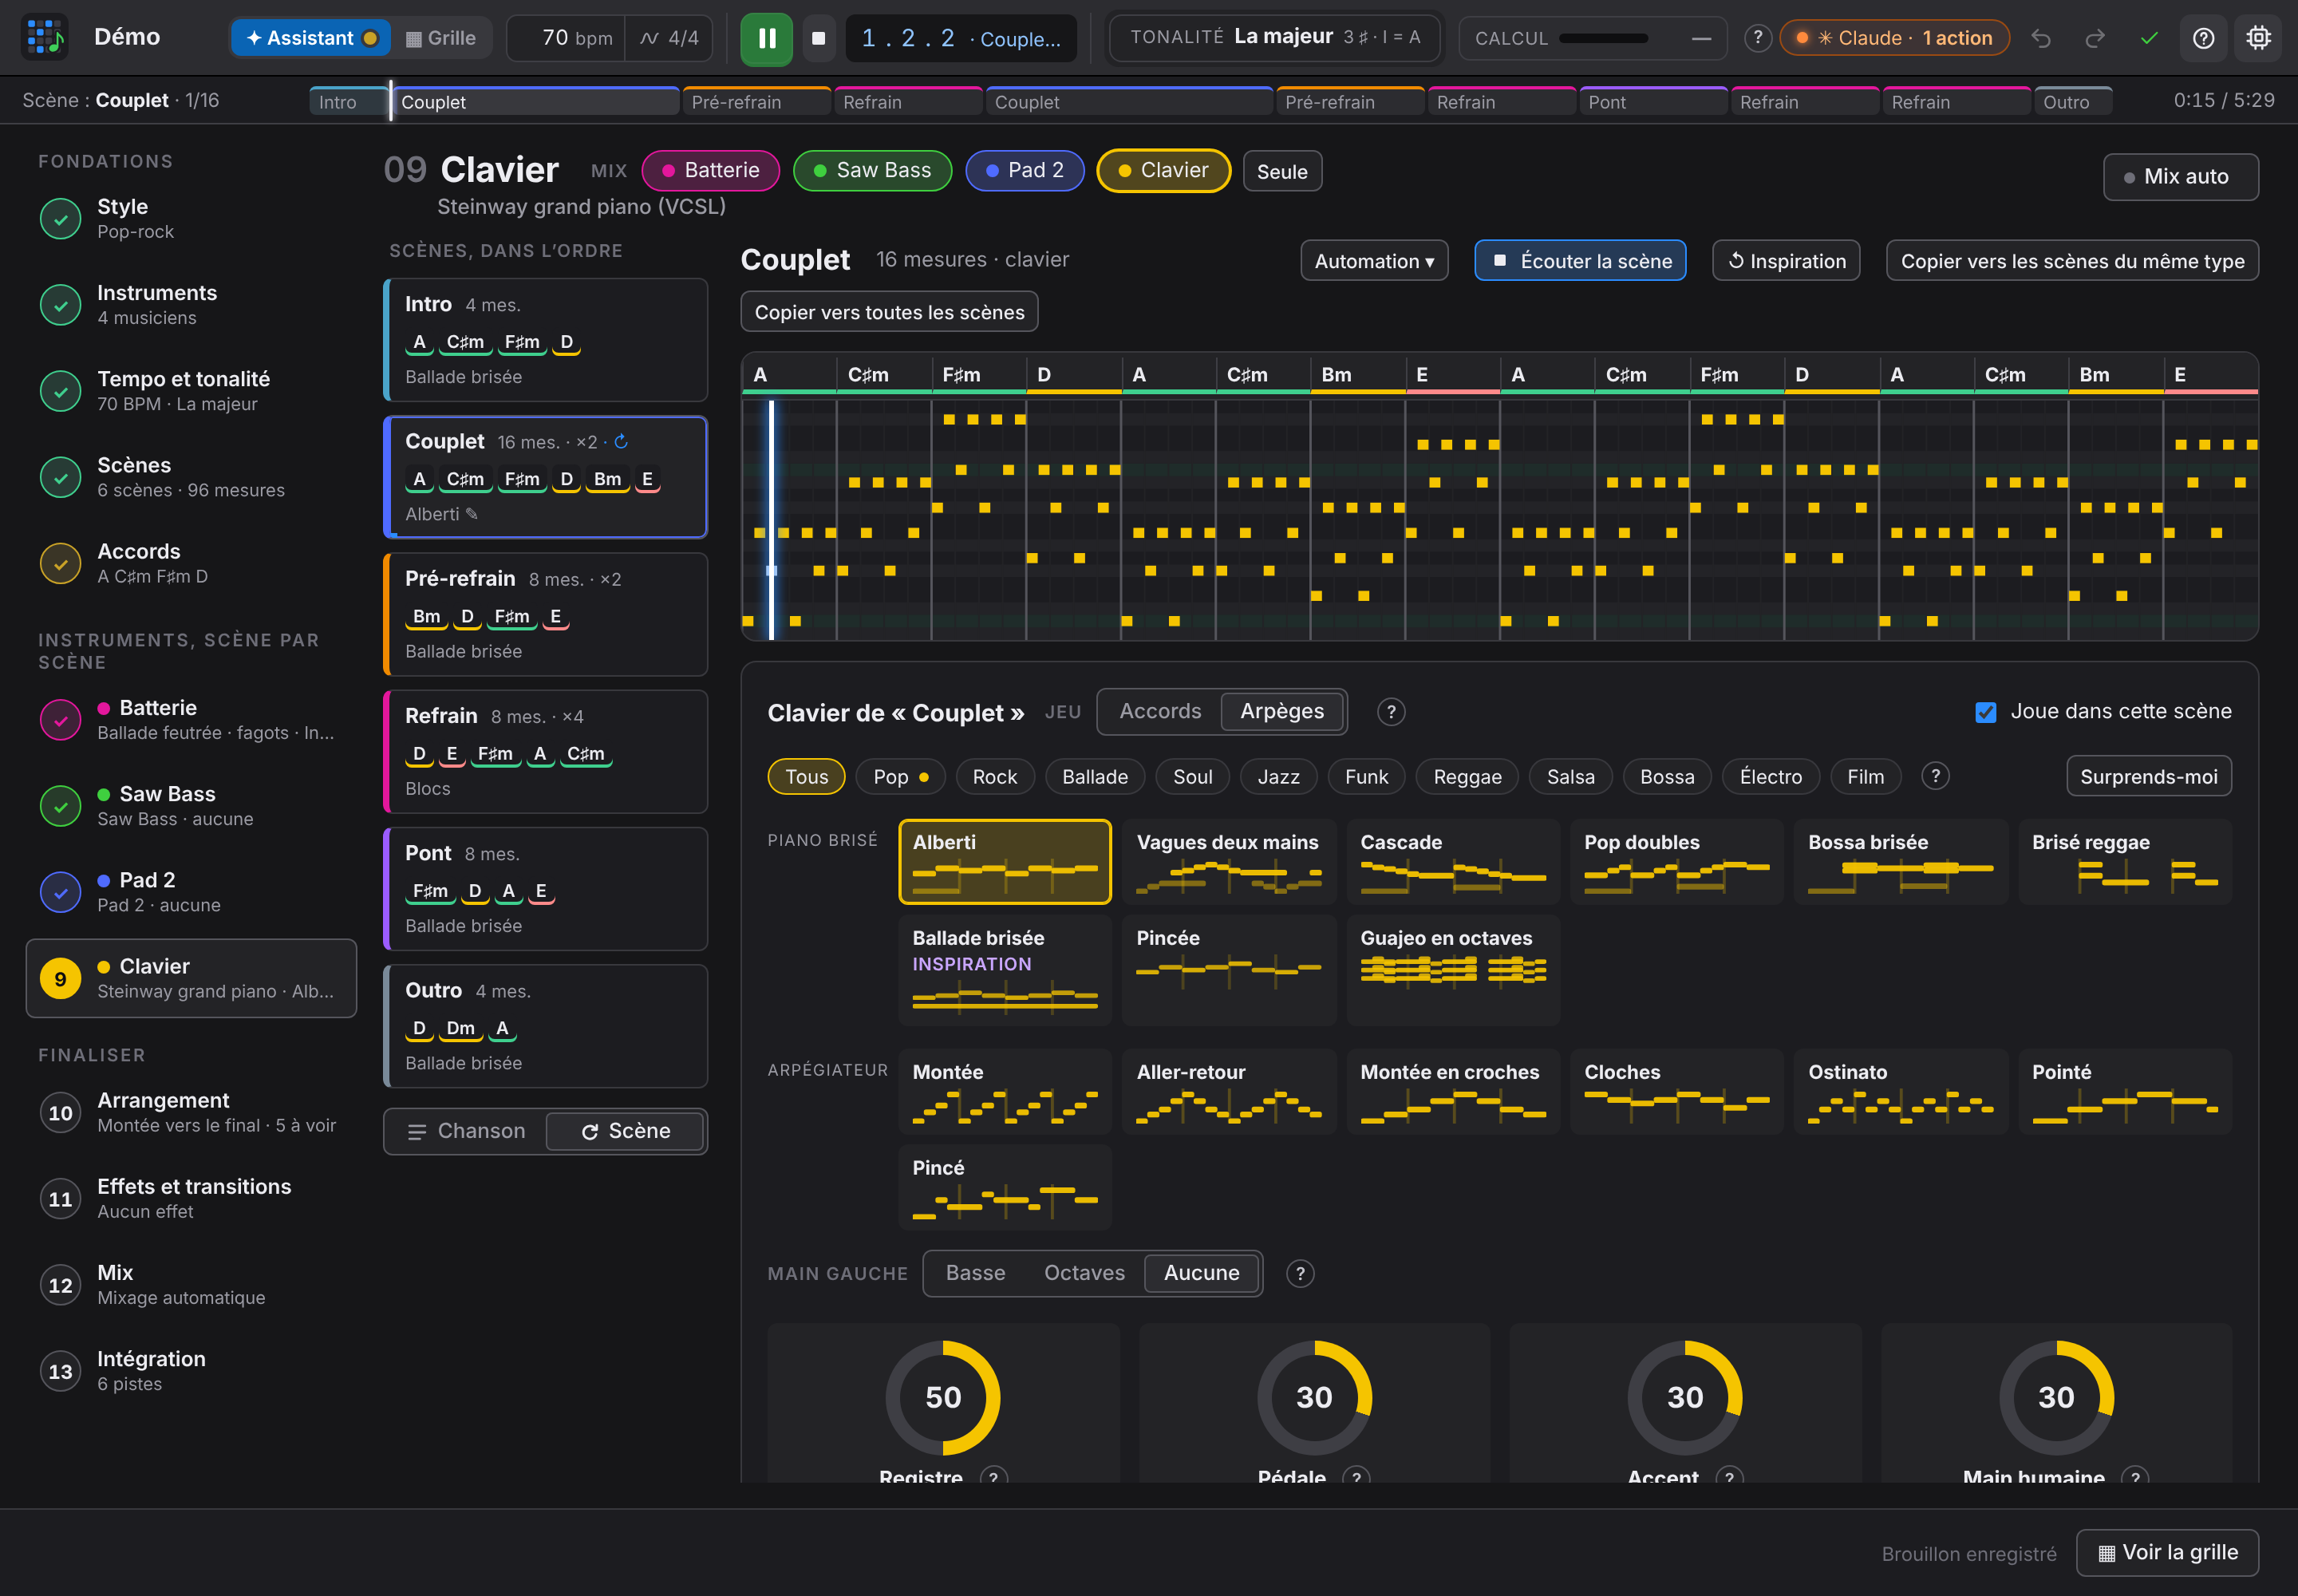 Démo
✦ Assistant
▦ Grille
70 bpm
4/4
1 . 2 . 2 · Couple...
TONALITÉ La majeur 3 ♯ · I = A
CALCUL —
?
✳ Claude · 1 action
Scène : Couplet · 1/16
Intro
Couplet
Pré-refrain
Refrain
Couplet
Pré-refrain
Refrain
Pont
Refrain
Refrain
Outro
0:15 / 5:29
FONDATIONS
Style
Pop-rock
Instruments
4 musiciens
Tempo et tonalité
70 BPM · La majeur
Scènes
6 scènes · 96 mesures
Accords
A C♯m F♯m D
INSTRUMENTS, SCÈNE PAR
SCÈNE
Batterie
Ballade feutrée · fagots · In...
Saw Bass
Saw Bass · aucune
Pad 2
Pad 2 · aucune
9
Clavier
Steinway grand piano · Alb...
FINALISER
10
Arrangement
Montée vers le final · 5 à voir
11
Effets et transitions
Aucun effet
12
Mix
Mixage automatique
13
Intégration
6 pistes
09 Clavier
MIX
Batterie
Saw Bass
Pad 2
Clavier
Seule
Mix auto
Steinway grand piano (VCSL)
SCÈNES, DANS L’ORDRE
Intro 4 mes.
A C♯m F♯m D
Ballade brisée
Couplet 16 mes. · ×2 · ↻
A C♯m F♯m D Bm E
Alberti ✎
Pré-refrain 8 mes. · ×2
Bm D F♯m E
Ballade brisée
Refrain 8 mes. · ×4
D E F♯m A C♯m
Blocs
Pont 8 mes.
F♯m D A E
Ballade brisée
Outro 4 mes.
D Dm A
Ballade brisée
Chanson
Scène
Couplet 16 mesures · clavier
Automation ▾
Écouter la scène
Inspiration
Copier vers les scènes du même type
Copier vers toutes les scènes
A C♯m F♯m D A C♯m Bm E A C♯m F♯m D A C♯m Bm E
Clavier de « Couplet »
JEU
Accords
Arpèges
?
Joue dans cette scène
Tous
Pop
Rock
Ballade
Soul
Jazz
Funk
Reggae
Salsa
Bossa
Électro
Film
?
Surprends-moi
PIANO BRISÉ
Alberti
Vagues deux mains
Cascade
Pop doubles
Bossa brisée
Brisé reggae
Ballade brisée
INSPIRATION
Pincée
Guajeo en octaves
ARPÉGIATEUR
Montée
Aller-retour
Montée en croches
Cloches
Ostinato
Pointé
Pincé
MAIN GAUCHE
Basse
Octaves
Aucune
?
50
Registre ?
30
Pédale ?
30
Accent ?
30
Main humaine ?
Brouillon enregistré
▦ Voir la grille